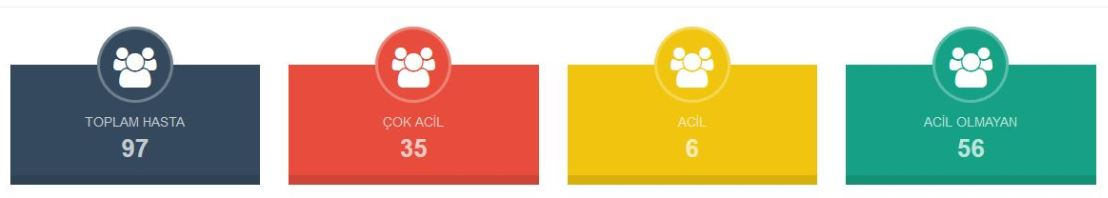 TOPLAM HASTA
97
ÇOK ACİL
35
ACİL
6
ACİL OLMAYAN
56